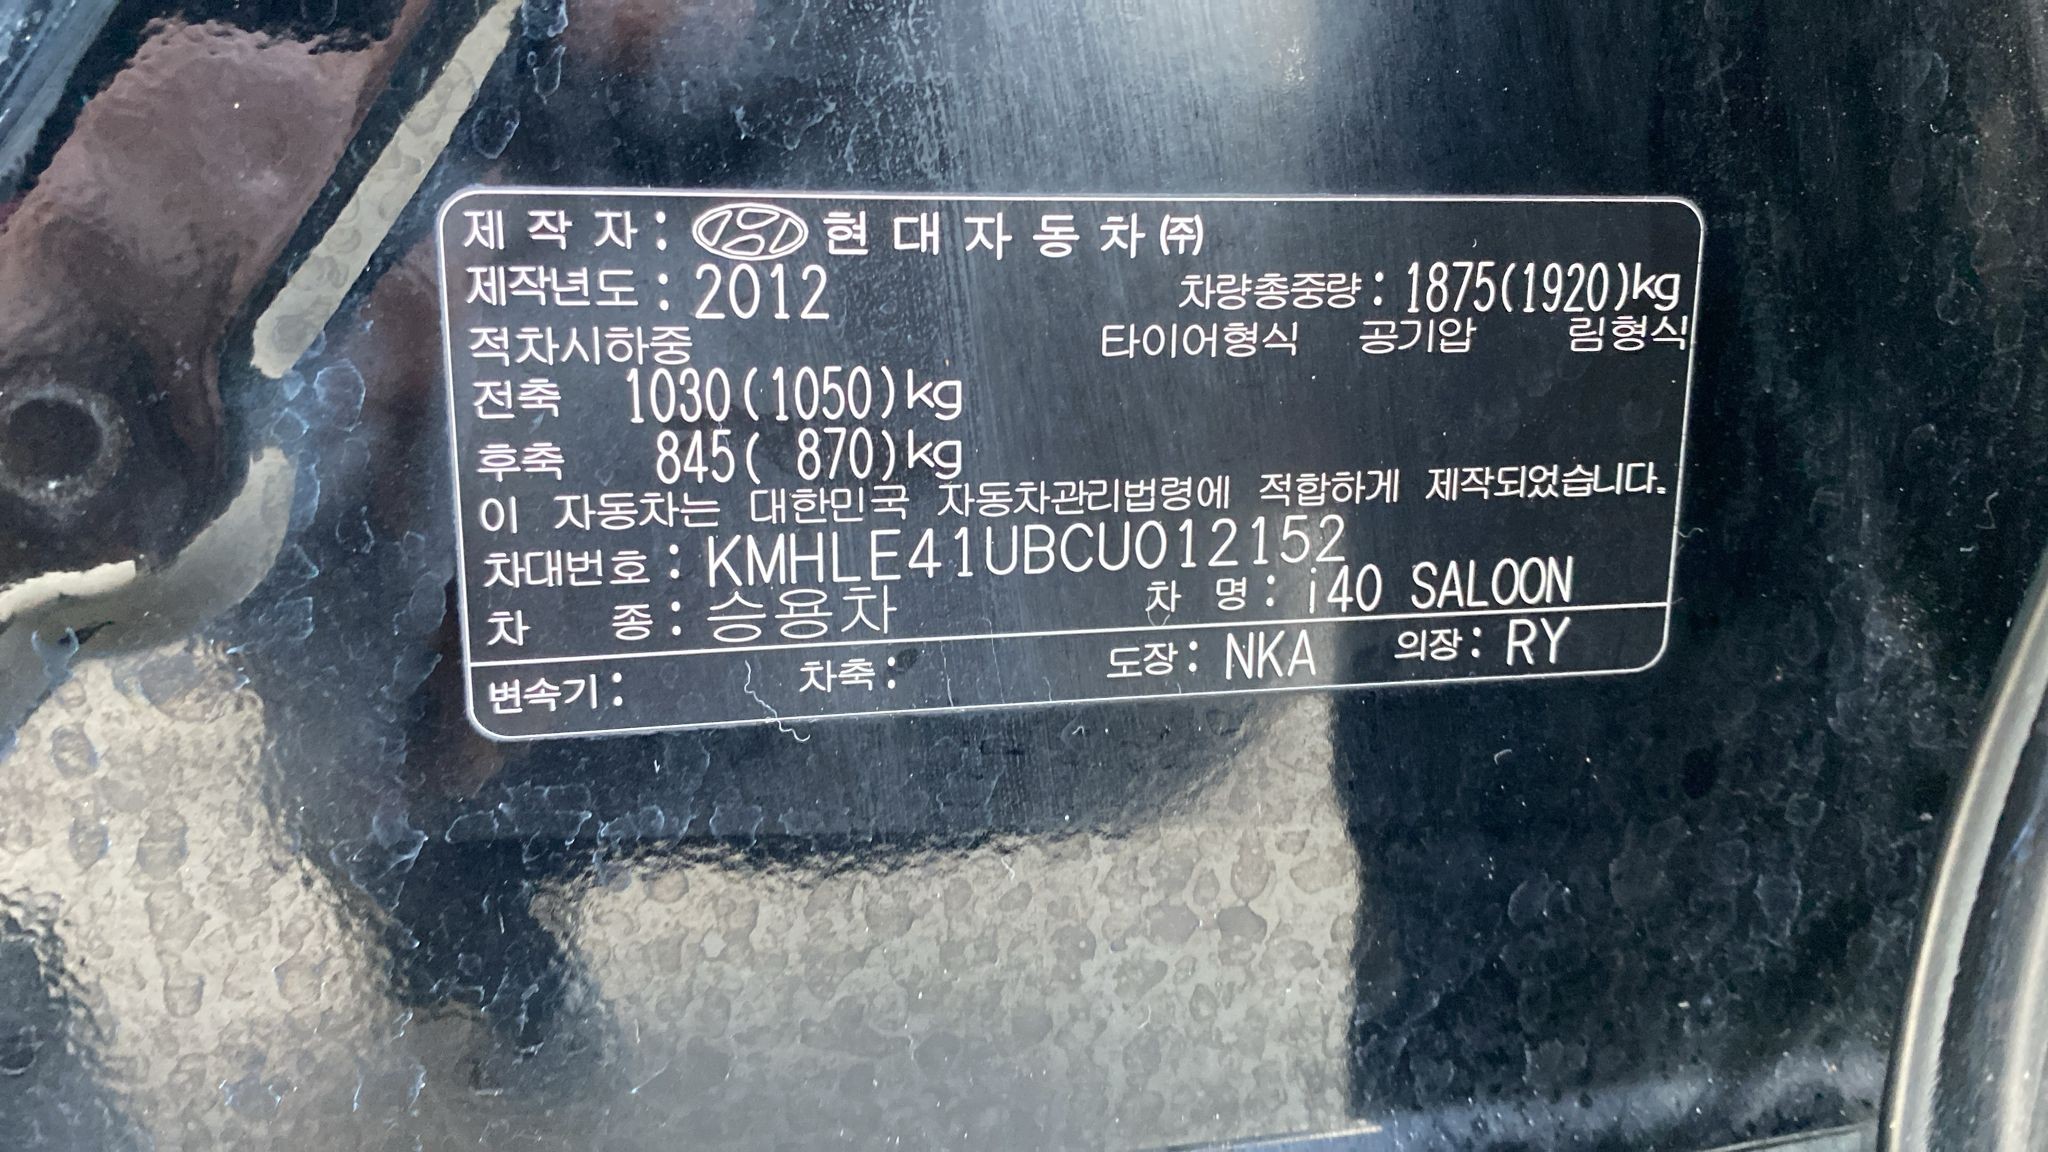 제 작 자 : 현 대 자 동 차 ㈜
제작년도 : 2012 차량총중량 : 1875(1920)kg
적차시하중 타이어형식 공기압 림형식
전축 1030(1050)kg
후축 845( 870)kg
이 자동차는 대한민국 자동차관리법령에 적합하게 제작되었습니다.
차대번호 : KMHLE41UBCU012152
차 종 : 승용차 차 명 : i40 SALOON
변속기 : 차축 : 도장 : NKA 의장 : RY